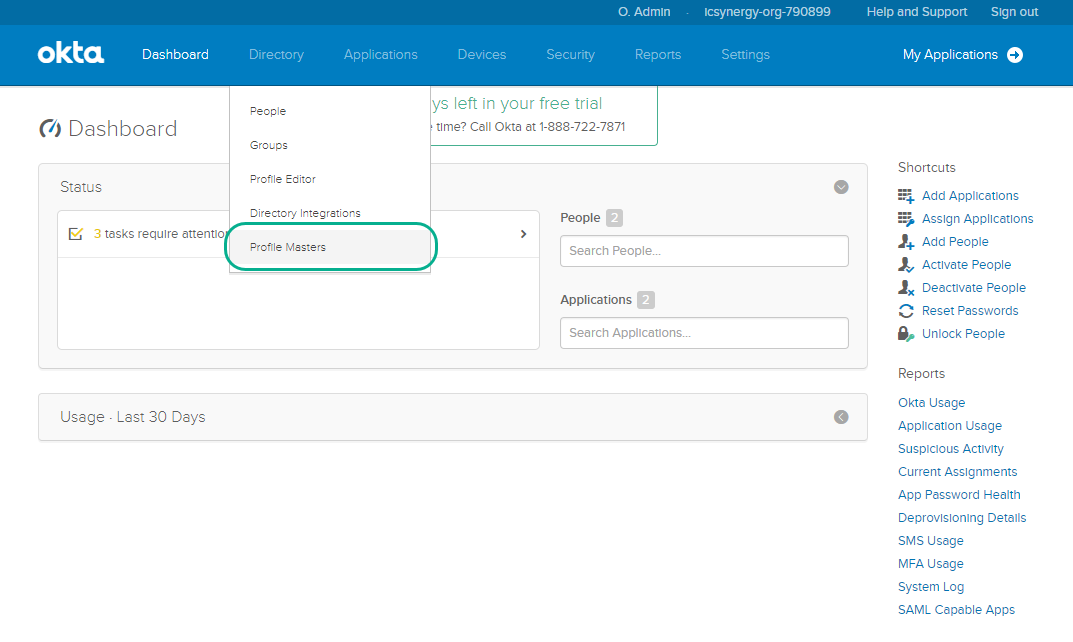 O. Admin · icsynergy-org-790899 Help and Support Sign out
okta Dashboard Directory Applications Devices Security Reports Settings My Applications
People
Groups
Profile Editor
Directory Integrations
Profile Masters
left in your free trial
time? Call Okta at 1-888-722-7871
Dashboard
Status
3 tasks require
People 2
Search People...
Applications 2
Search Applications...
Usage · Last 30 Days
Shortcuts
Add Applications
Assign Applications
Add People
Activate People
Deactivate People
Reset Passwords
Unlock People
Reports
Okta Usage
Application Usage
Suspicious Activity
Current Assignments
App Password Health
Deprovisioning Details
SMS Usage
MFA Usage
System Log
SAML Capable Apps